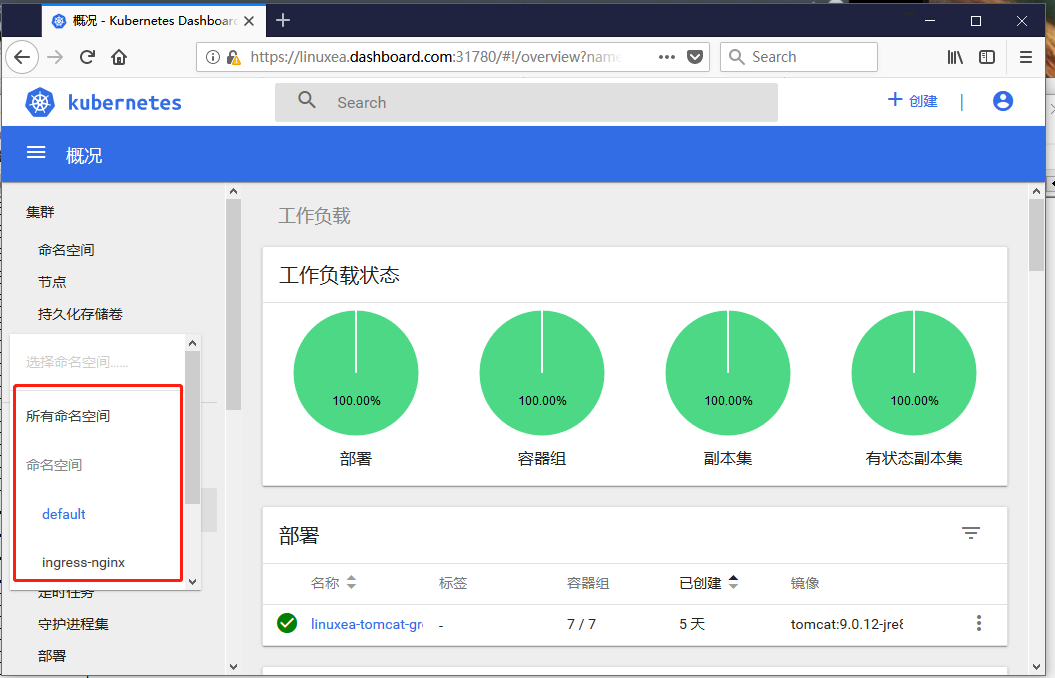 概况 - Kubernetes Dashboard
https://linuxea.dashboard.com:31780/#!/overview?name
Search
kubernetes
Search
创建
概况
集群
命名空间
节点
持久化存储卷
选择命名空间......
所有命名空间
命名空间
default
ingress-nginx
定时任务
守护进程集
部署
工作负载
工作负载状态
100.00%
100.00%
100.00%
100.00%
部署
容器组
副本集
有状态副本集
部署
名称 标签 容器组 已创建 镜像
linuxea-tomcat-gr - 7 / 7 5 天 tomcat:9.0.12-jre8